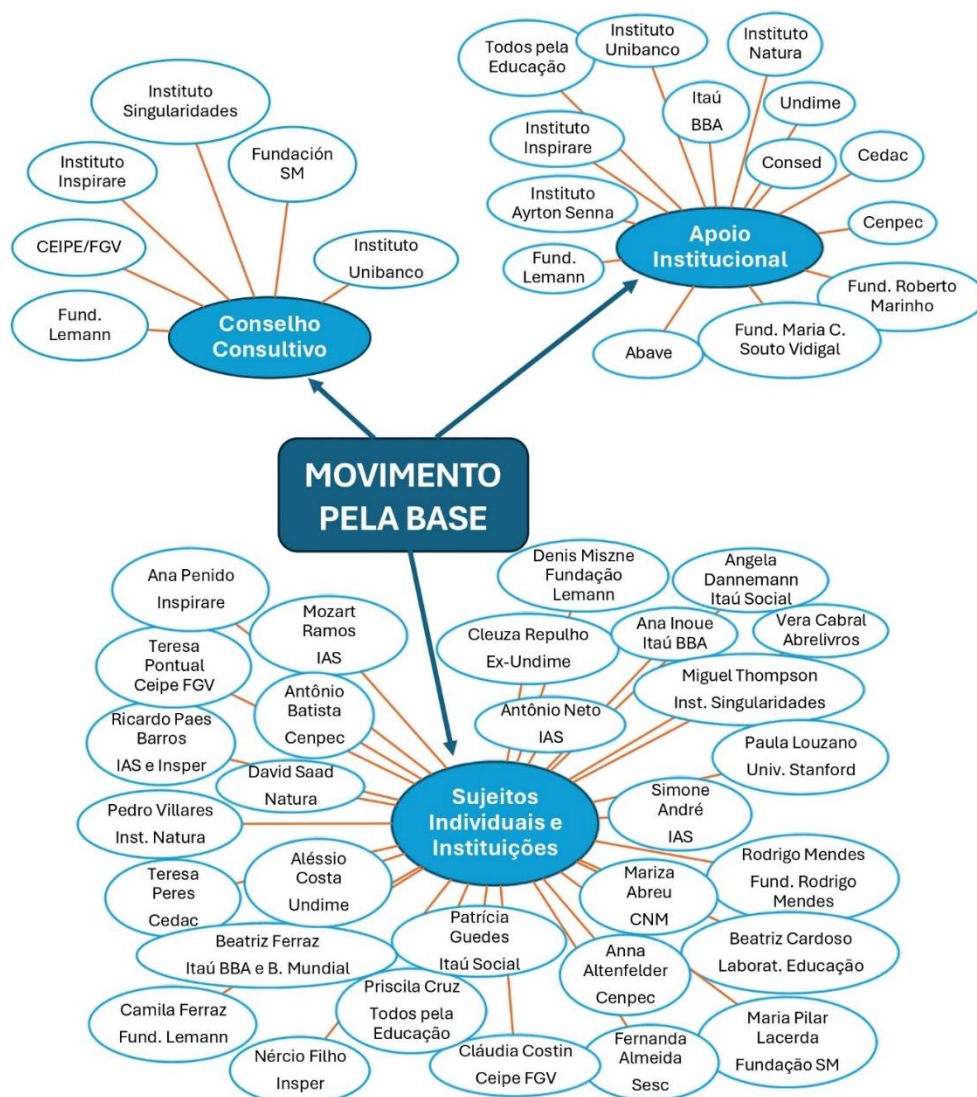 Instituto
Singularidades
Instituto
Inspirare
Fundación
SM
CEIPE/FGV
Instituto
Unibanco
Fund.
Lemann
Conselho
Consultivo
Todos pela
Educação
Instituto
Unibanco
Instituto
Natura
Itaú
BBA
Undime
Instituto
Inspirare
Consed
Cedac
Instituto
Ayrton Senna
Cenpec
Fund.
Lemann
Apoio
Institucional
Fund. Roberto
Marinho
Abave
Fund. Maria C.
Souto Vidigal
MOVIMENTO
PELA BASE
Ana Penido
Inspirare
Mozart
Ramos
IAS
Denis Miszne
Fundação
Lemann
Angela
Dannemann
Itaú Social
Cleuza Repulho
Ex-Undime
Ana Inoue
Itaú BBA
Vera Cabral
Abrelivros
Teresa
Pontual
Ceipe FGV
Antônio
Batista
Cenpec
Miguel Thompson
Inst. Singularidades
Antônio Neto
IAS
Ricardo Paes
Barros
IAS e Insper
Paula Louzano
Univ. Stanford
David Saad
Natura
Simone
André
IAS
Pedro Villares
Inst. Natura
Sujeitos
Individuais e
Instituições
Teresa
Peres
Cedac
Aléssio
Costa
Undime
Mariza
Abreu
CNM
Rodrigo Mendes
Fund. Rodrigo
Mendes
Beatriz Ferraz
Itaú BBA e B. Mundial
Patrícia
Guedes
Itaú Social
Anna
Altenfelder
Cenpec
Beatriz Cardoso
Laborat. Educação
Camila Ferraz
Fund. Lemann
Priscila Cruz
Todos pela
Educação
Maria Pilar
Lacerda
Fundação SM
Nércio Filho
Insper
Cláudia Costin
Ceipe FGV
Fernanda
Almeida
Sesc